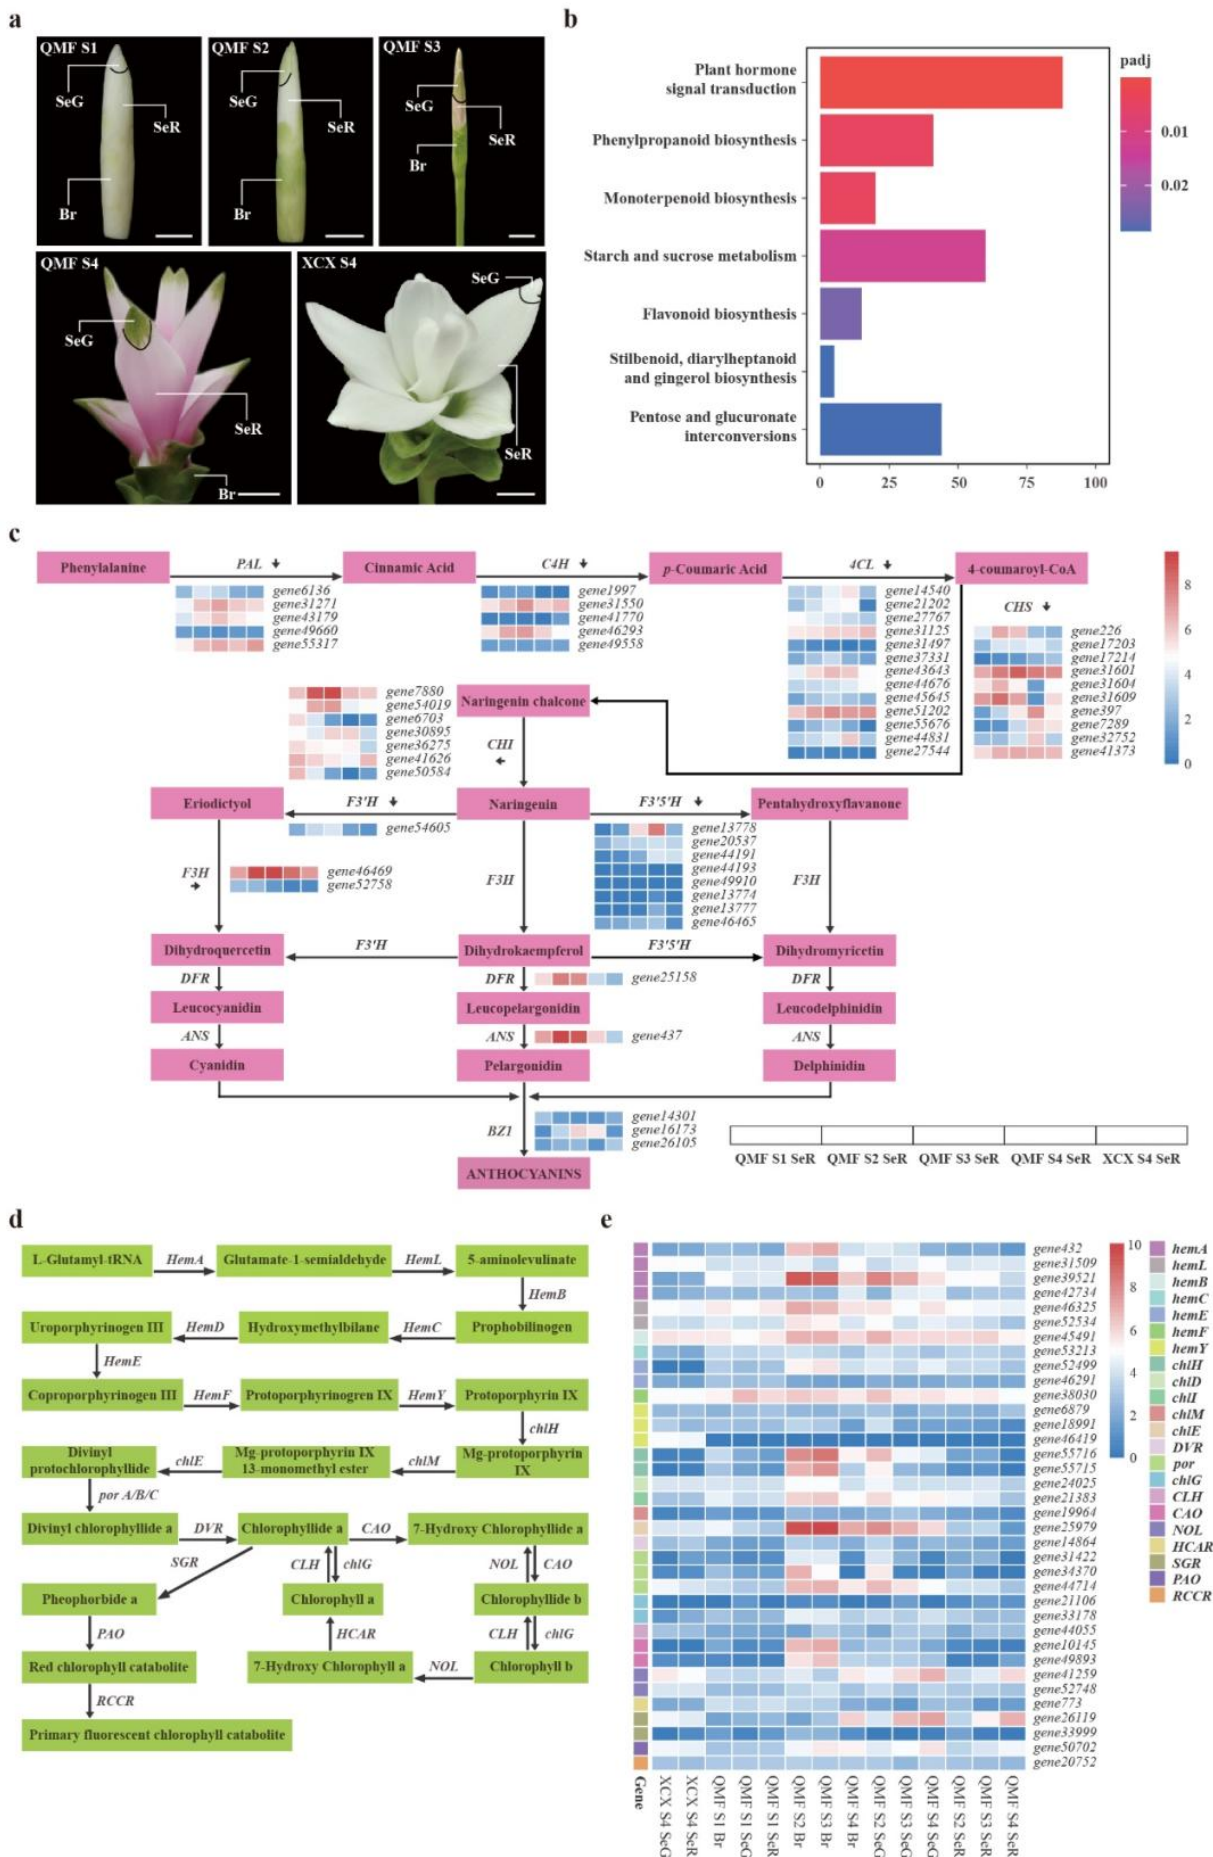 a
QMF S1
SeG
SeR
Br
QMF S2
SeG
SeR
Br
QMF S3
SeG
SeR
Br
QMF S4
SeG
SeR
Br
XCX S4
SeG
SeR
b
Plant hormone
signal transduction
Phenylpropanoid biosynthesis
Monoterpenoid biosynthesis
Starch and sucrose metabolism
Flavonoid biosynthesis
Stilbenoid, diarylheptanoid
and gingerol biosynthesis
Pentose and glucuronate
interconversions
0 25 50 75 100
padj
0.01
0.02
c
Phenylalanine
PAL
Cinnamic Acid
C4H
p-Coumaric Acid
4CL
4-coumaroyl-CoA
gene6136
gene31271
gene43179
gene49660
gene55317
gene1997
gene31550
gene41770
gene46293
gene49558
gene14540
gene21202
gene27767
gene31125
gene31497
gene37331
gene43643
gene44676
gene45645
gene51202
gene55676
gene44831
gene27544
CHS
gene226
gene17203
gene17214
gene31601
gene31604
gene31609
gene397
gene7289
gene32752
gene41373
8
6
4
2
0
gene7880
gene54019
gene6703
gene30895
gene36275
gene41626
gene50584
Naringenin chalcone
CHI
Eriodictyol
F3'H
Naringenin
F3'5'H
Pentahydroxyflavanone
gene54605
gene13778
gene20537
gene44191
gene44193
gene49910
gene13774
gene13777
gene46465
F3H
gene46469
gene52758
F3H
F3H
Dihydroquercetin
F3'H
Dihydrokaempferol
F3'5'H
Dihydromyricetin
DFR
DFR
gene25158
DFR
Leucocyanidin
Leucopelargonidin
Leucodelphinidin
ANS
ANS
gene437
ANS
Cyanidin
Pelargonidin
Delphinidin
BZ1
gene14301
gene16173
gene26105
ANTHOCYANINS
QMF S1 SeR QMF S2 SeR QMF S3 SeR QMF S4 SeR XCX S4 SeR
d
L-Glutamyl-tRNA
HemA
Glutamate-1-semialdehyde
HemL
5-aminolevulinate
HemB
Uroporphyrinogen III
HemD
Hydroxymethylbilane
HemC
Prophobilinogen
HemE
Coproporphyrinogen III
HemF
Protoporphyrinogren IX
HemY
Protoporphyrin IX
chlH
Divinyl
protochlorophyllide
chlE
Mg-protoporphyrin IX
13-monomethyl ester
chlM
Mg-protoporphyrin
IX
por A/B/C
Divinyl chlorophyllide a
DVR
Chlorophyllide a
CAO
7-Hydroxy Chlorophyllide a
SGR
CLH
chlG
NOL
CAO
Pheophorbide a
Chlorophyll a
Chlorophyllide b
PAO
HCAR
CLH
chlG
Red chlorophyll catabolite
7-Hydroxy Chlorophyll a
NOL
Chlorophyll b
RCCR
Primary fluorescent chlorophyll catabolite
e
gene432
gene31509
gene39521
gene42734
gene46325
gene52534
gene45491
gene53213
gene52499
gene46291
gene38030
gene6879
gene18991
gene46419
gene55716
gene55715
gene24025
gene21383
gene19964
gene25979
gene14864
gene31422
gene34370
gene44714
gene21106
gene33178
gene44055
gene10145
gene49893
gene41259
gene52748
gene773
gene26119
gene33999
gene50702
gene20752
10
8
6
4
2
0
hemA
hemL
hemB
hemC
hemE
hemF
hemY
chlH
chlD
chlI
chlM
chlE
DVR
por
chlG
CLH
CAO
NOL
HCAR
SGR
PAO
RCCR
Gene
XCX S4 SeG
XCX S4 SeR
QMF S1 Br
QMF S1 SeG
QMF S1 SeR
QMF S2 Br
QMF S3 Br
QMF S4 Br
QMF S2 SeG
QMF S3 SeG
QMF S4 SeG
QMF S2 SeR
QMF S3 SeR
QMF S4 SeR